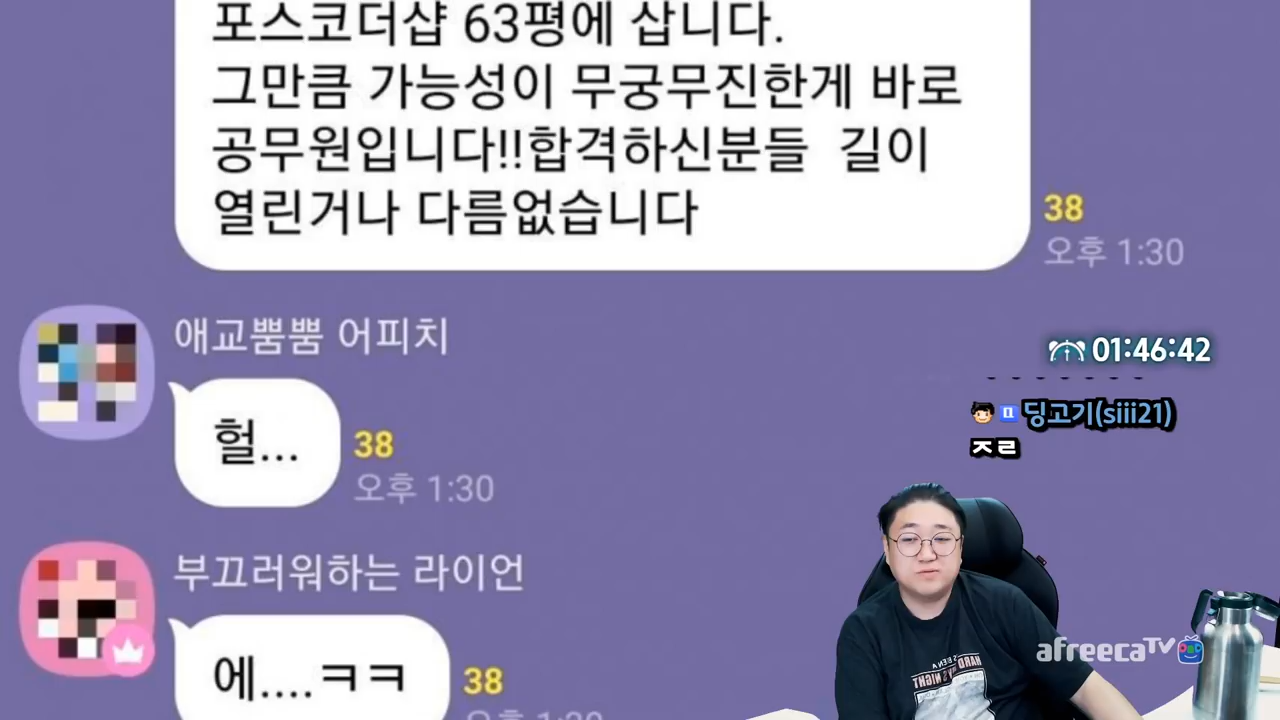 포스코더샵 63평에 삽니다.
그만큼 가능성이 무궁무진한게 바로
공무원입니다!!합격하신분들 길이
열린거나 다름없습니다
38
오후 1:30
애교뿜뿜 어피치
헐...
38
오후 1:30
부끄러워하는 라이언
에....ㅋㅋ
38
01:46:42
딩고기(siii21)
ㅈㄹ
afreecaTV